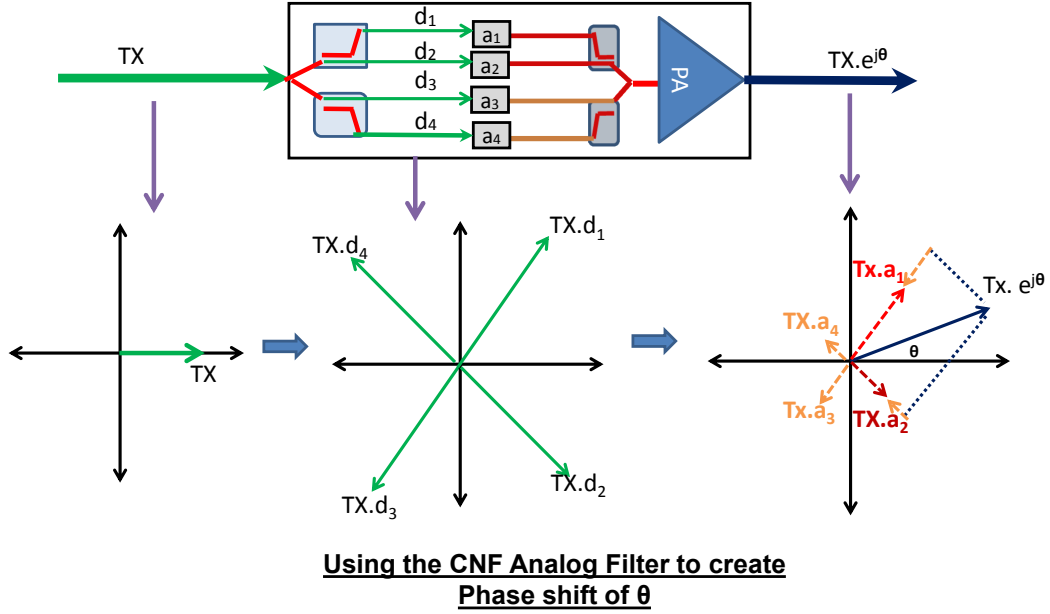 TX
d₁
d₂
d₃
d₄
a₁
a₂
a₃
a₄
PA
TX.e^jθ
TX
TX.d₄
TX.d₁
TX.d₃
TX.d₂
Tx.a₁
Tx. e^jθ
TX.a₄
θ
Tx.a₃
TX.a₂
Using the CNF Analog Filter to create
Phase shift of θ